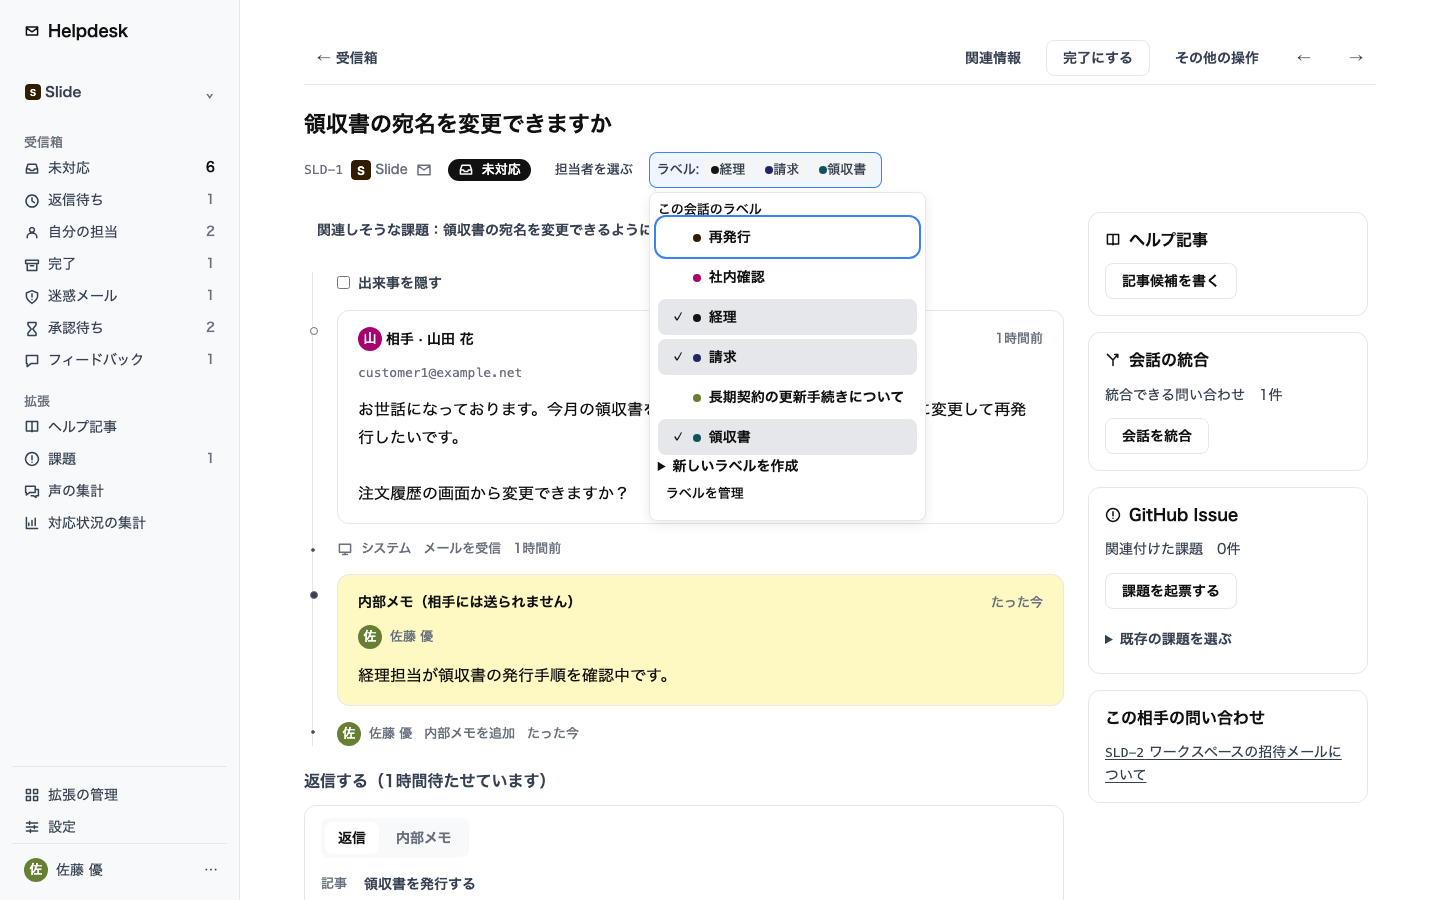 Helpdesk
S Slide
受信箱
未対応 6
返信待ち 1
自分の担当 2
完了 1
迷惑メール 1
承認待ち 2
フィードバック 1
拡張
ヘルプ記事
課題 1
声の集計
対応状況の集計
拡張の管理
設定
佐 佐藤 優 …
← 受信箱
関連情報 完了にする その他の操作 ← →
領収書の宛名を変更できますか
SLD-1 S Slide 未対応 担当者を選ぶ ラベル: 経理 請求 領収書
この会話のラベル
再発行
社内確認
✓ 経理
✓ 請求
長期契約の更新手続きについて
✓ 領収書
新しいラベルを作成
ラベルを管理
関連しそうな課題：領収書の宛名を変更できるように
出来事を隠す
山 相手 · 山田 花 1時間前
customer1@example.net
お世話になっております。今月の領収書を に変更して再発
行したいです。
注文履歴の画面から変更できますか？
システム メールを受信 1時間前
内部メモ（相手には送られません） たった今
佐 佐藤 優
経理担当が領収書の発行手順を確認中です。
佐 佐藤 優 内部メモを追加 たった今
返信する（1時間待たせています）
返信 内部メモ
記事 領収書を発行する
ヘルプ記事
記事候補を書く
会話の統合
統合できる問い合わせ 1件
会話を統合
GitHub Issue
関連付けた課題 0件
課題を起票する
既存の課題を選ぶ
この相手の問い合わせ
SLD-2 ワークスペースの招待メールに
ついて